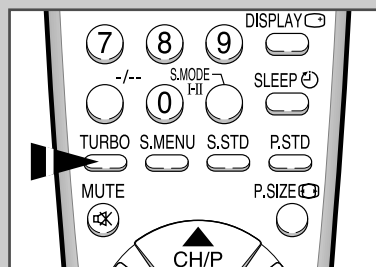 DISPLAY
7 8 9
-/-- S.MODE SLEEP
I-II
0
TURBO S.MENU S.STD P.STD
MUTE P.SIZE
CH/P